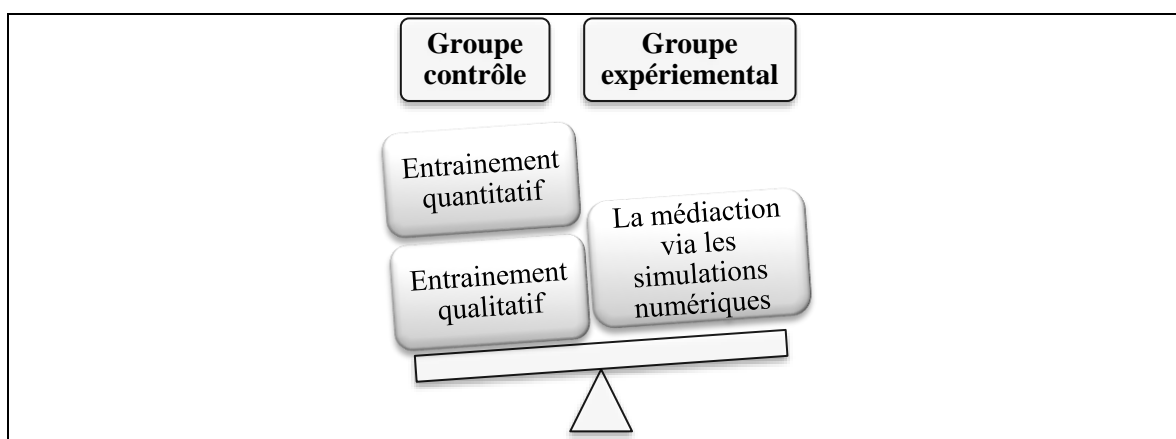 Groupe
contrôle
Groupe
expériemental
Entrainement
quantitatif
Entrainement
qualitatif
La médiaction
via les
simulations
numériques